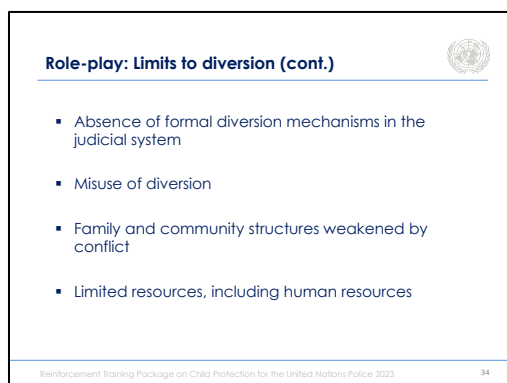 Role-play: Limits to diversion (cont.)
▪ Absence of formal diversion mechanisms in the
judicial system
▪ Misuse of diversion
▪ Family and community structures weakened by
conflict
▪ Limited resources, including human resources
Reinforcement Training Package on Child Protection for the United Nations Police 2023
34